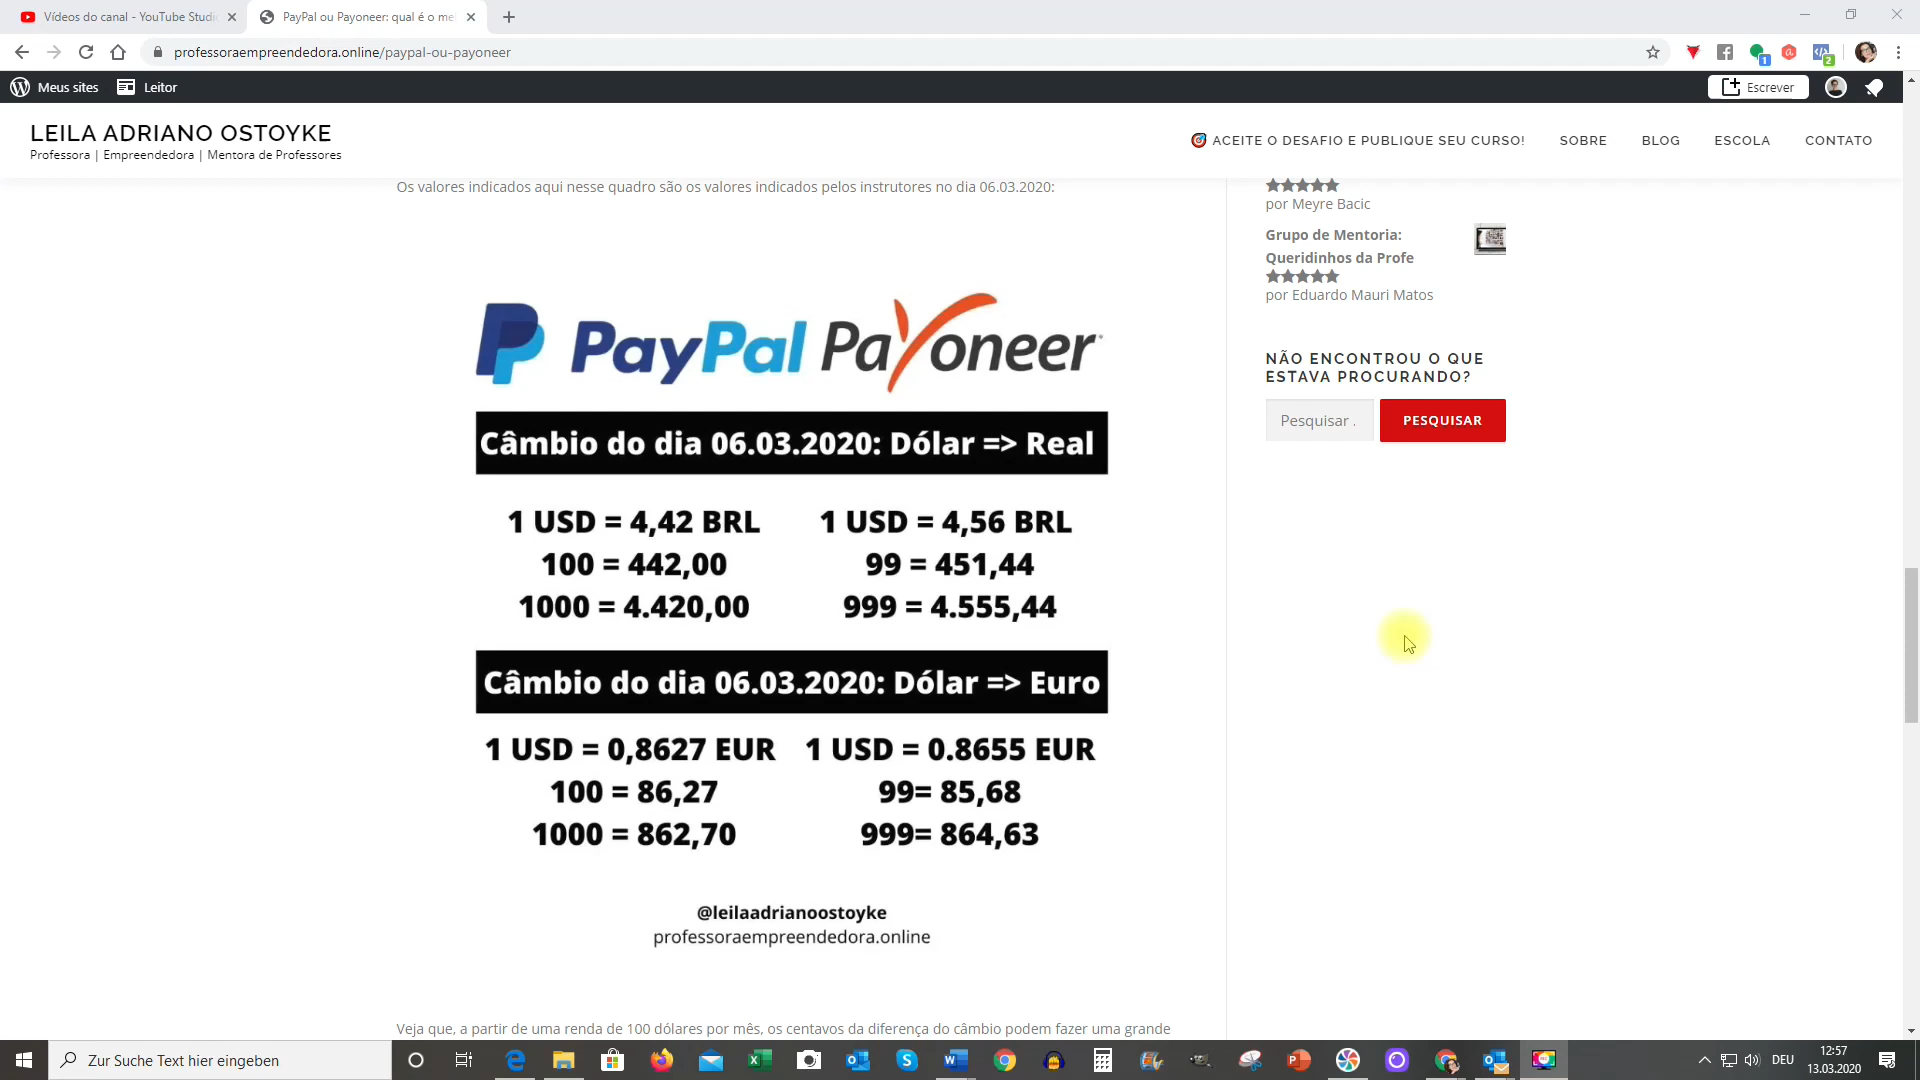 Vídeos do canal - YouTube Studi
PayPal ou Payoneer: qual é o me
professoraempreendedora.online/paypal-ou-payoneer
1
2
Meus sites
Leitor
Escrever
LEILA ADRIANO OSTOYKE
Professora | Empreendedora | Mentora de Professores
ACEITE O DESAFIO E PUBLIQUE SEU CURSO!
SOBRE
BLOG
ESCOLA
CONTATO
Os valores indicados aqui nesse quadro são os valores indicados pelos instrutores no dia 06.03.2020:
PayPal Payoneer
Câmbio do dia 06.03.2020: Dólar => Real
1 USD = 4,42 BRL
1 USD = 4,56 BRL
100 = 442,00
99 = 451,44
1000 = 4.420,00
999 = 4.555,44
Câmbio do dia 06.03.2020: Dólar => Euro
1 USD = 0,8627 EUR
1 USD = 0.8655 EUR
100 = 86,27
99= 85,68
1000 = 862,70
999= 864,63
@leilaadrianoostoyke
professoraempreendedora.online
Veja que, a partir de uma renda de 100 dólares por mês, os centavos da diferença do câmbio podem fazer uma grande
por Meyre Bacic
Grupo de Mentoria:
Queridinhos da Profe
por Eduardo Mauri Matos
NÃO ENCONTROU O QUE
ESTAVA PROCURANDO?
Pesquisar .
PESQUISAR
Zur Suche Text hier eingeben
DEU
12:57
13.03.2020